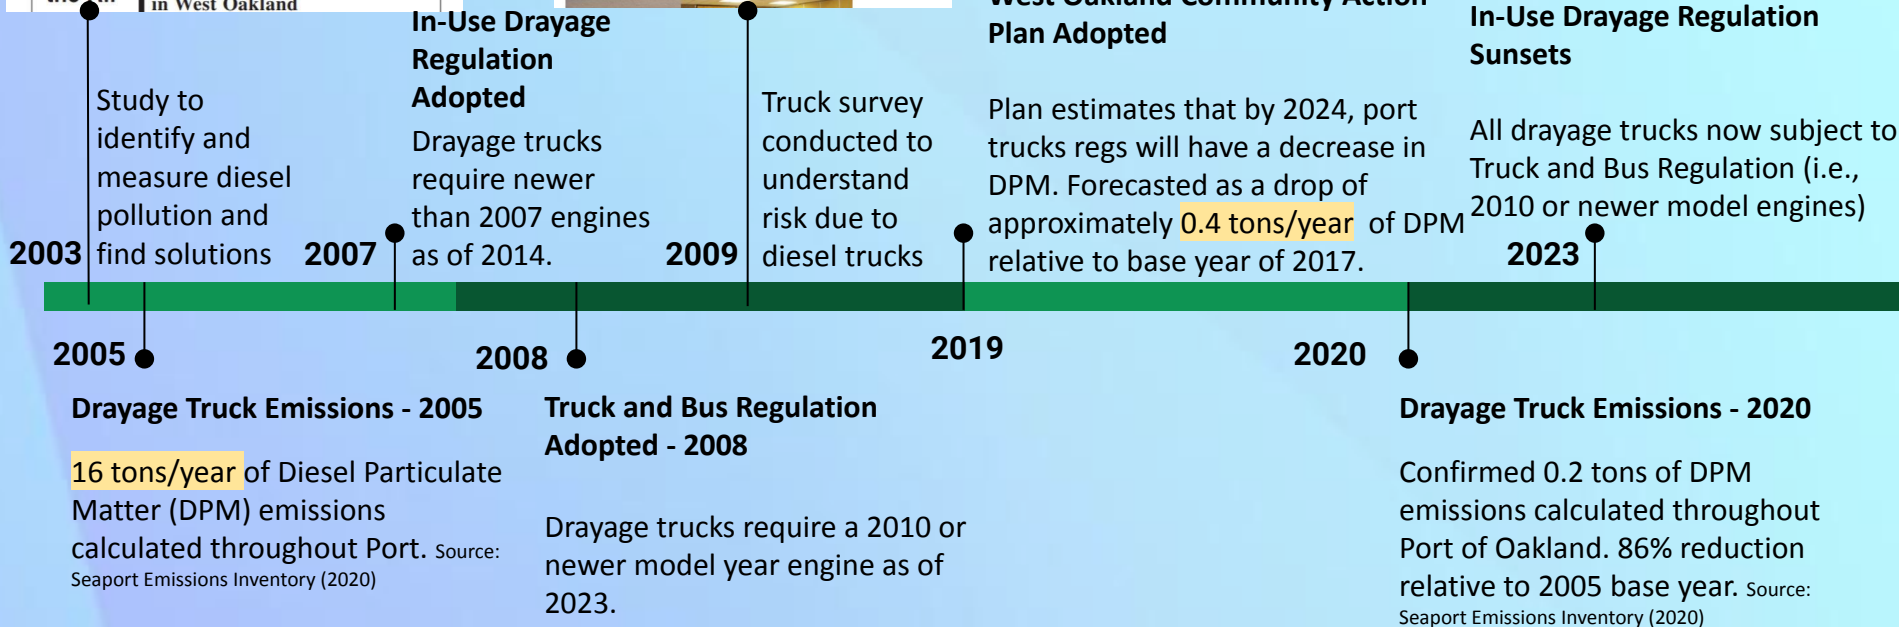 in West Oakland
In-Use Drayage
Regulation
Adopted
Drayage trucks
require newer
than 2007 engines
as of 2014.
West Oakland Community Action
Plan Adopted
Plan estimates that by 2024, port
trucks regs will have a decrease in
DPM. Forecasted as a drop of
approximately 0.4 tons/year of DPM
relative to base year of 2017.
In-Use Drayage Regulation
Sunsets
All drayage trucks now subject to
Truck and Bus Regulation (i.e.,
2010 or newer model engines)
Study to
identify and
measure diesel
pollution and
find solutions
Truck survey
conducted to
understand
risk due to
diesel trucks
2003
2007
2009
2023
2005
2008
2019
2020
Drayage Truck Emissions - 2005
16 tons/year of Diesel Particulate
Matter (DPM) emissions
calculated throughout Port. Source:
Seaport Emissions Inventory (2020)
Truck and Bus Regulation
Adopted - 2008
Drayage trucks require a 2010 or
newer model year engine as of
2023.
Drayage Truck Emissions - 2020
Confirmed 0.2 tons of DPM
emissions calculated throughout
Port of Oakland. 86% reduction
relative to 2005 base year. Source:
Seaport Emissions Inventory (2020)